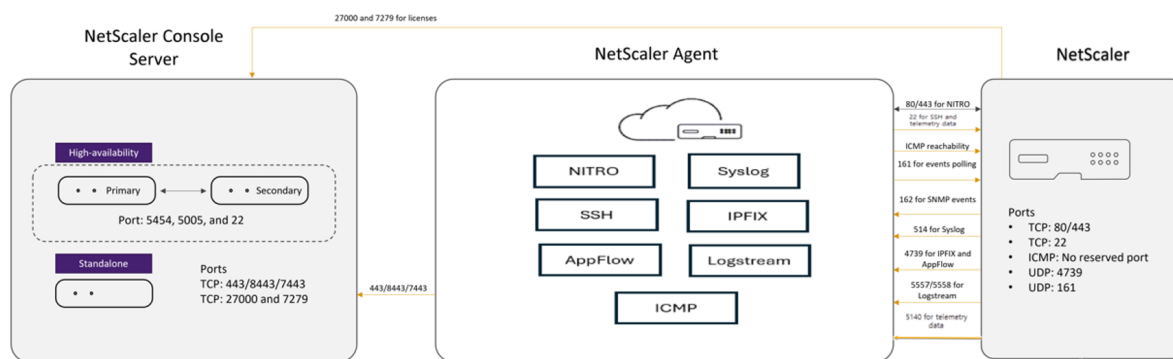 27000 and 7279 for licenses
NetScaler Console
Server
High-availability
Primary
Secondary
Port: 5454, 5005, and 22
Standalone
Ports
TCP: 443/8443/7443
TCP: 27000 and 7279
443/8443/7443
NetScaler Agent
NITRO
Syslog
SSH
IPFIX
AppFlow
Logstream
ICMP
80/443 for NITRO
22 for SSH and
telemetry data
ICMP reachability
161 for events polling
162 for SNMP events
514 for Syslog
4739 for IPFIX and
AppFlow
5557/5558 for
Logstream
5140 for telemetry
data
NetScaler
Ports
• TCP: 80/443
• TCP: 22
• ICMP: No reserved port
• UDP: 4739
• UDP: 161